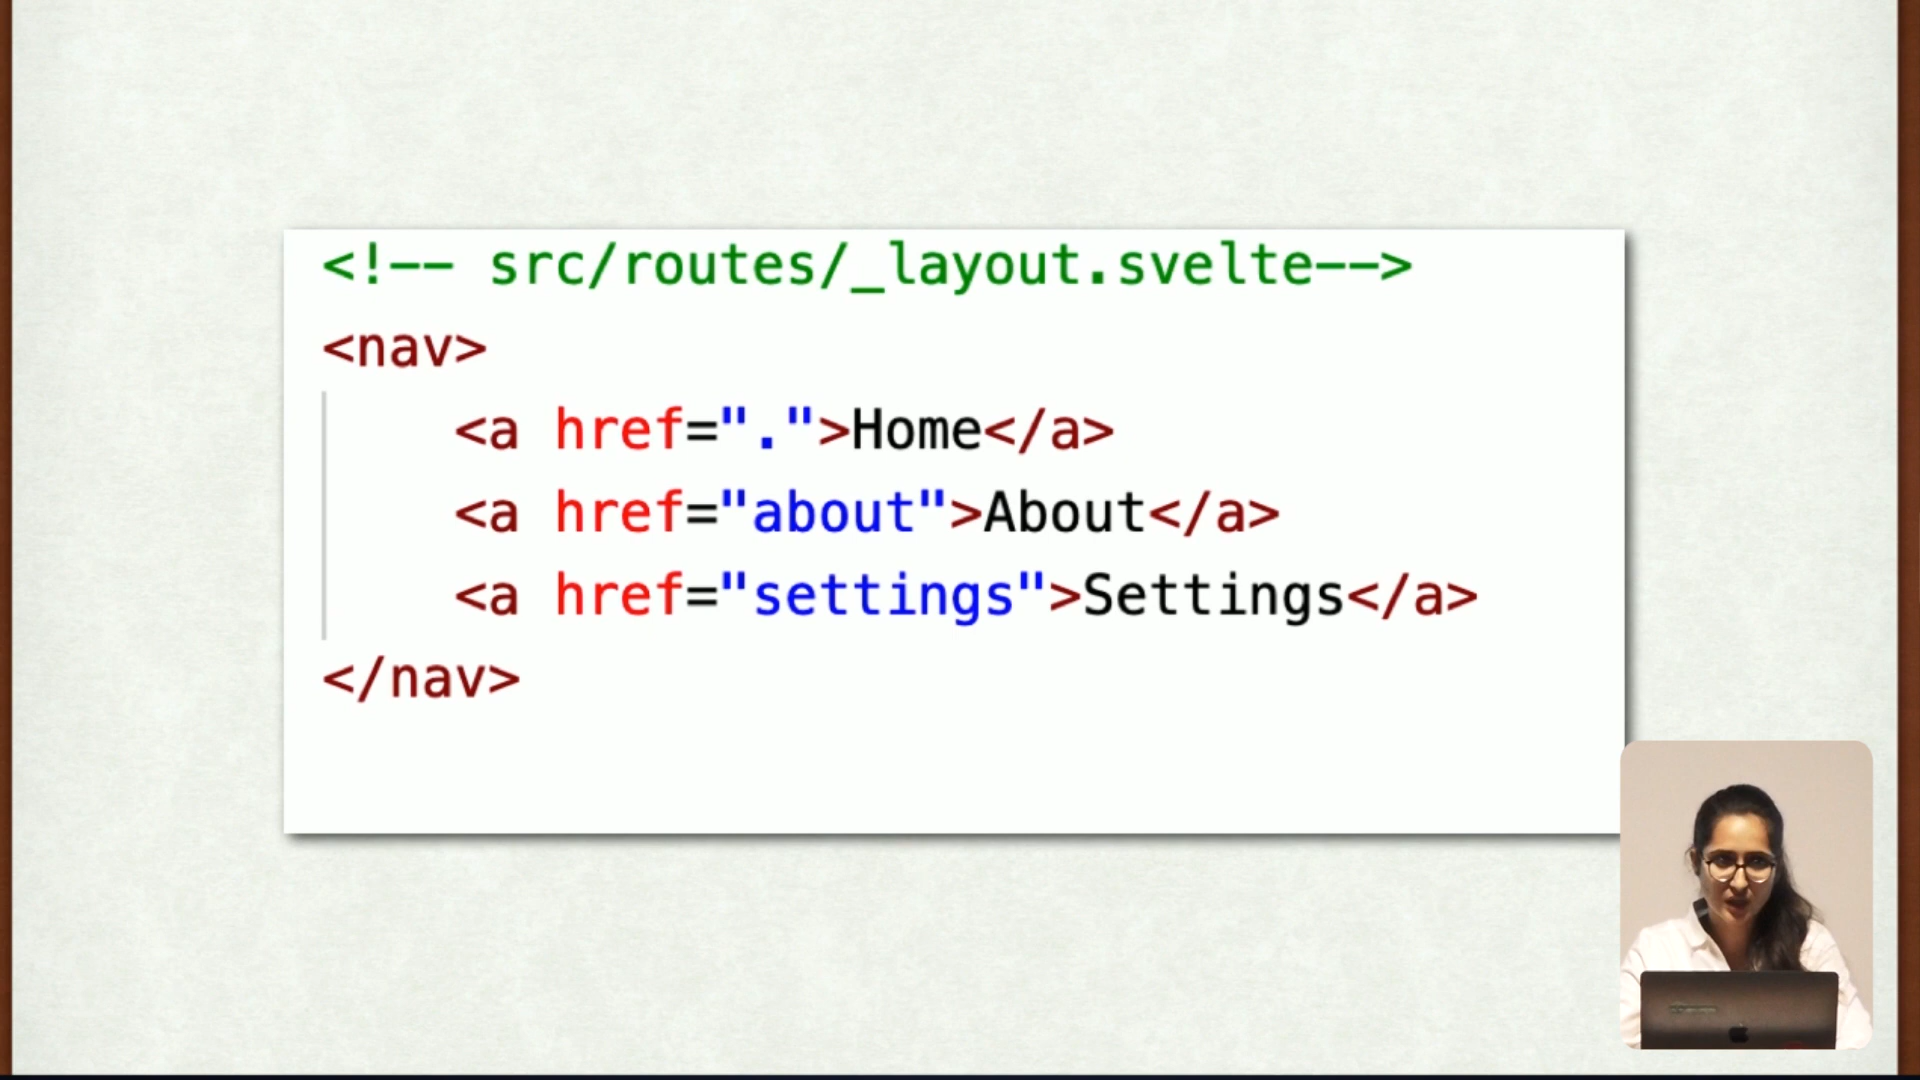 <!-- src/routes/_layout.svelte-->
<nav>
<a href=".">Home</a>
<a href="about">About</a>
<a href="settings">Settings</a>
</nav>